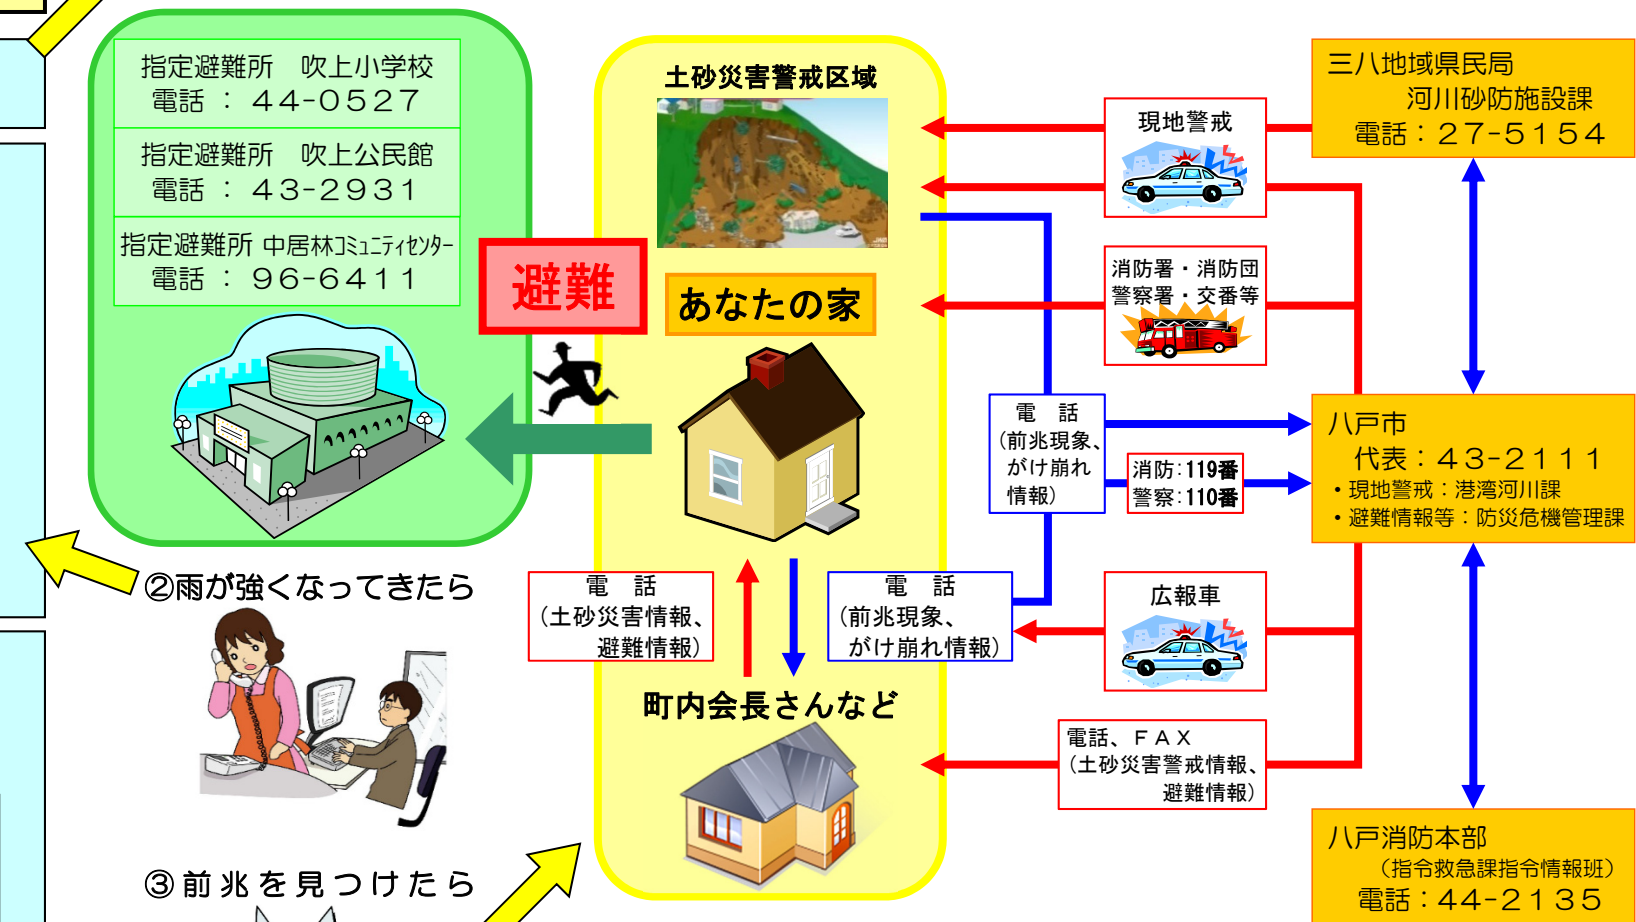 指定避難所　吹上小学校
電話 ： ４４-０５２７
指定避難所　吹上公民館
電話 ： ４３-２９３１
指定避難所 中居林ｺﾐｭﾆﾃｨｾﾝﾀｰ
電話 ： ９６-６４１１
避難
②雨が強くなってきたら
③前兆を見つけたら
土砂災害警戒区域
あなたの家
電　話
（土砂災害情報、
避難情報）
電　話
（前兆現象、
がけ崩れ情報）
町内会長さんなど
現地警戒
消防署・消防団
警察署・交番等
電　話
（前兆現象、
がけ崩れ
情報）
消防:119番
警察:110番
広報車
電話、ＦＡＸ
（土砂災害警戒情報、
避難情報）
三八地域県民局
河川砂防施設課
電話：２７-５１５４
八戸市
代表：４３-２１１１
・現地警戒：港湾河川課
・避難情報等：防災危機管理課
八戸消防本部
（指令救急課指令情報班）
電話：４４-２１３５